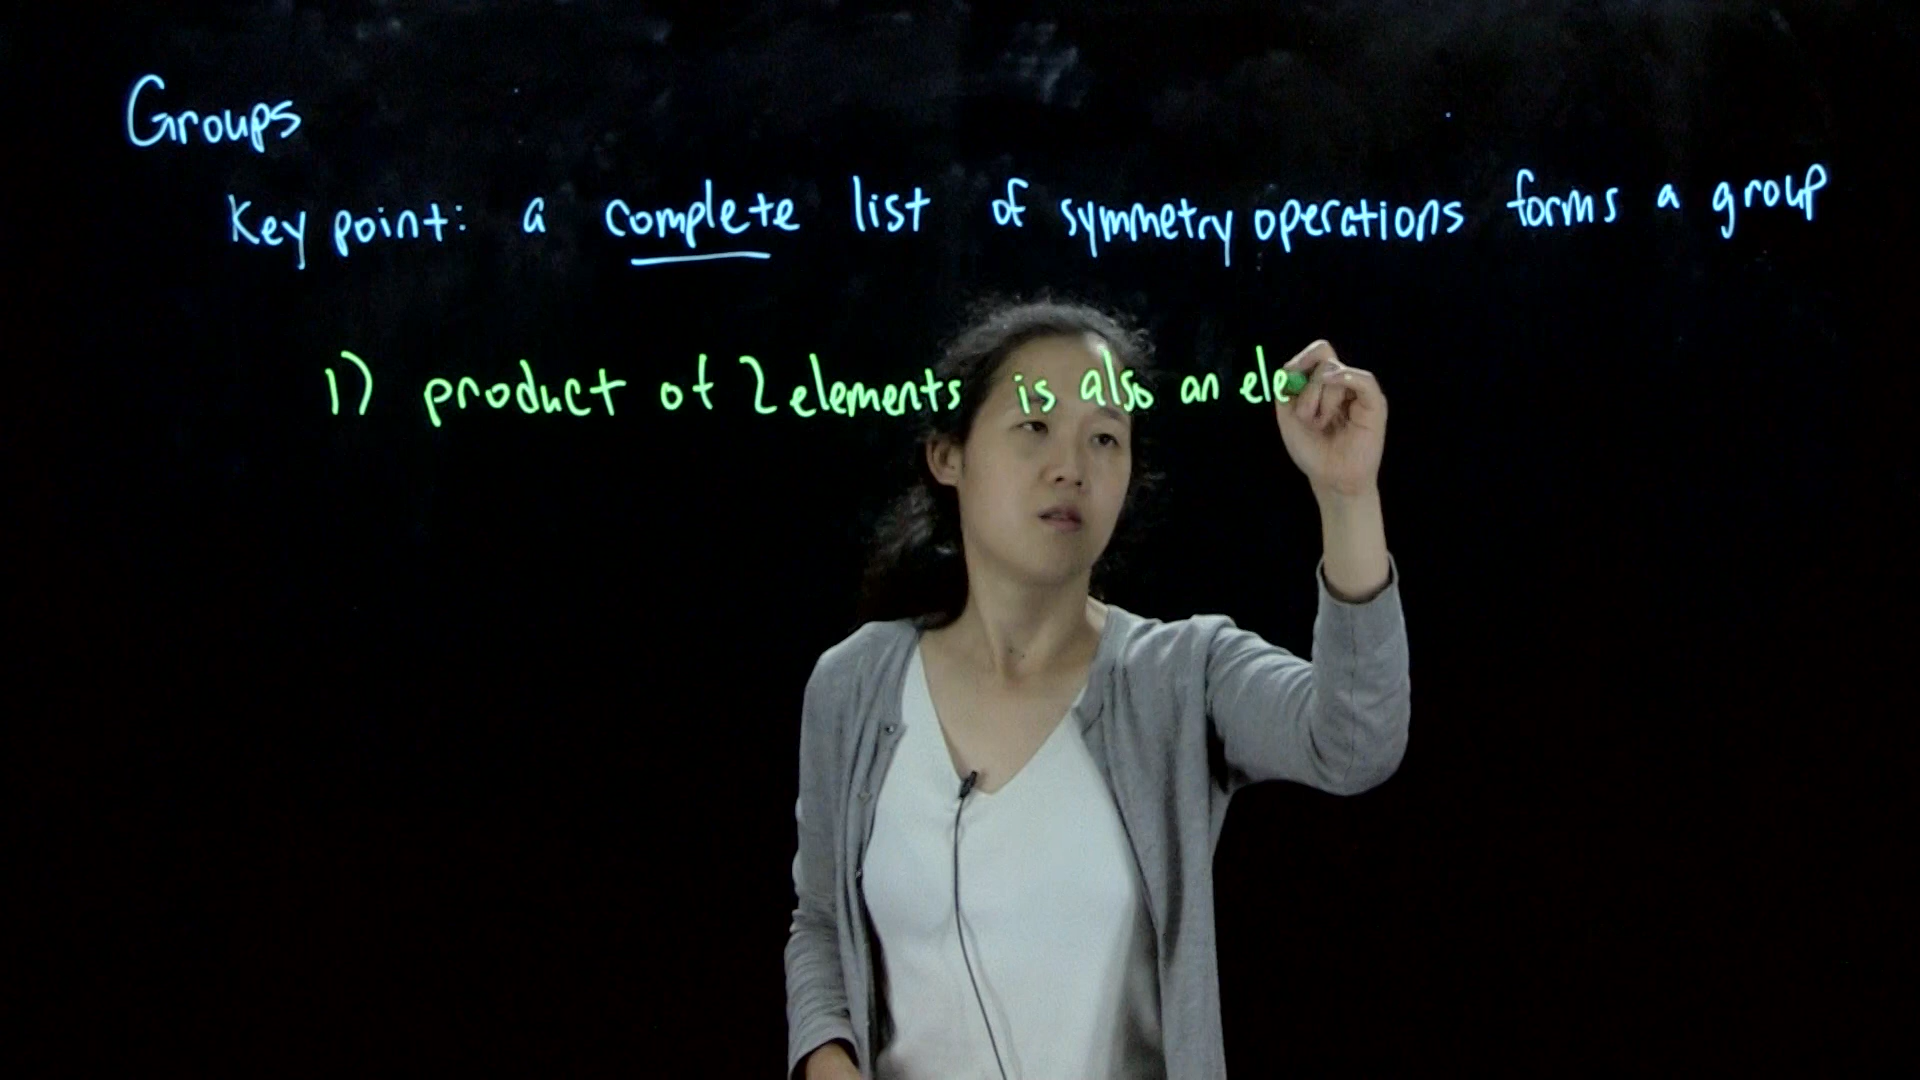 Groups
Key point: a complete list of symmetry operations forms a group
1) product of 2 elements is also an ele